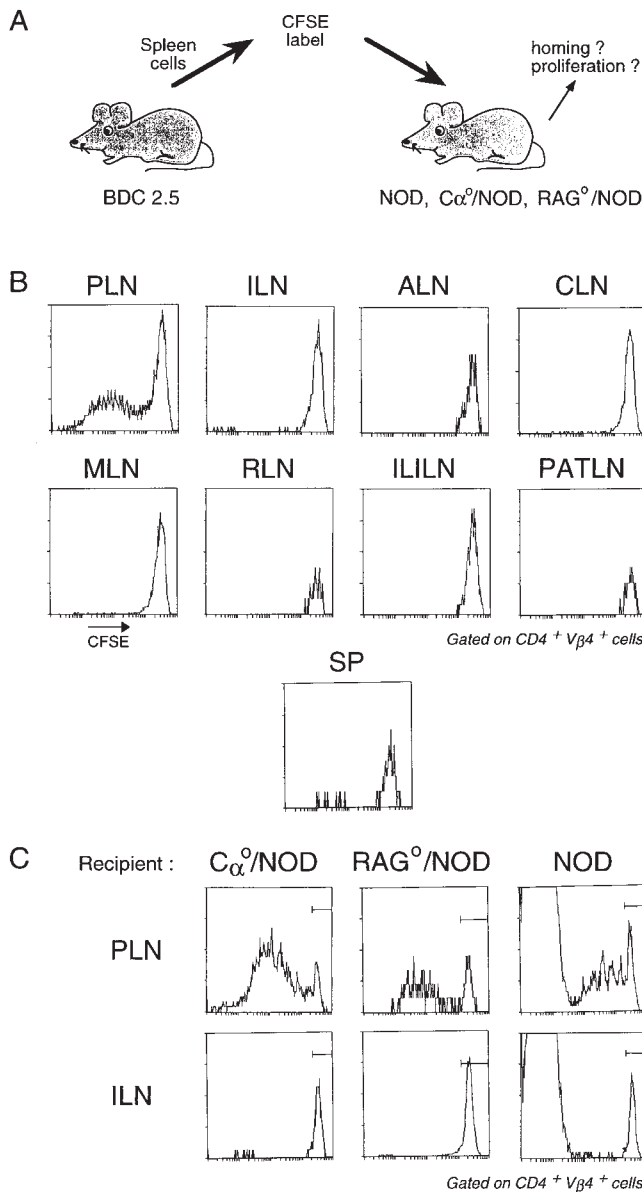 A
Spleen
cells
CFSE
label
homing ?
proliferation ?
BDC 2.5
NOD, Cα°/NOD, RAG°/NOD
B
PLN ILN ALN CLN
MLN RLN ILILN PATLN
CFSE
Gated on CD4 + Vβ4 + cells
SP
C
Recipient : Cα°/NOD RAG°/NOD NOD
PLN
ILN
Gated on CD4 + Vβ4 + cells